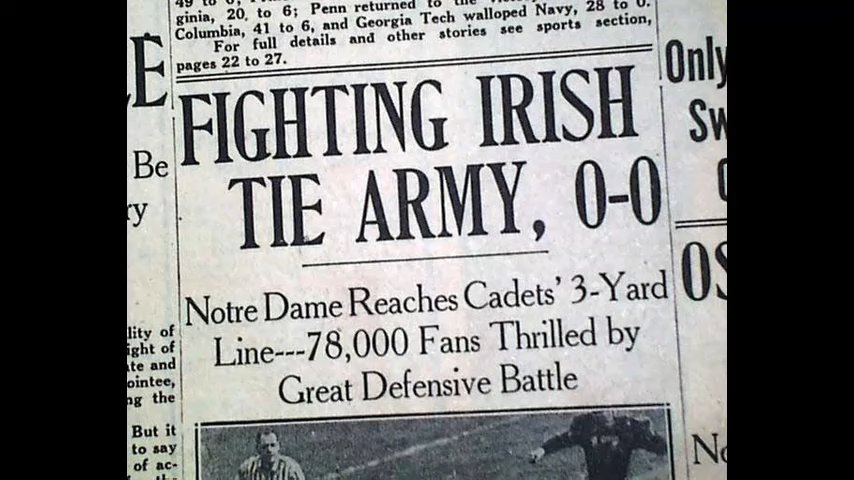 ginia, 20 to 6; Penn returned to the
Columbia, 41 to 6, and Georgia Tech walloped Navy, 28 to 0.
For full details and other stories see sports section,
pages 22 to 27.
FIGHTING IRISH
TIE ARMY, 0-0
Notre Dame Reaches Cadets' 3-Yard
Line---78,000 Fans Thrilled by
Great Defensive Battle
Be
lity of
ight of
te and
ointee,
ng the
But it
to say
of ac-
Only